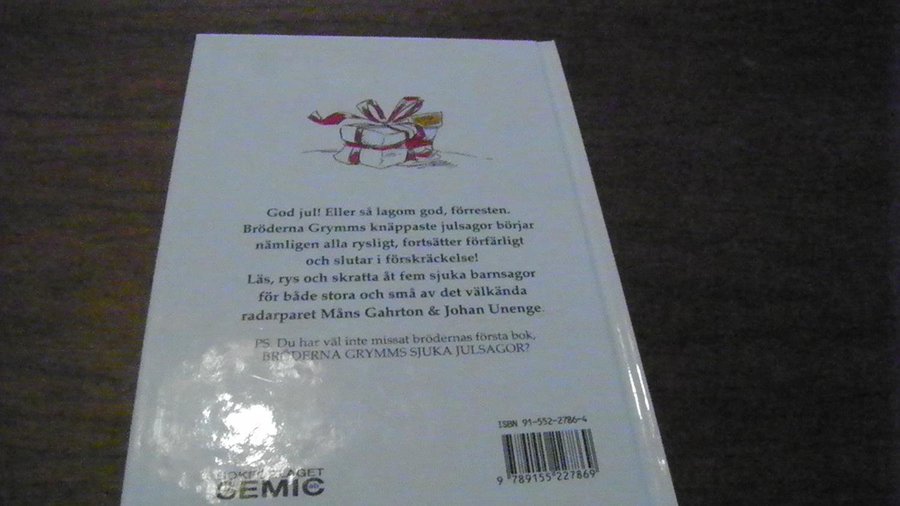 God jul! Eller så lagom god, förresten.
Bröderna Grymms knäppaste julsagor börjar
nämligen alla rysligt, fortsätter förfärligt
och slutar i förskräckelse!
Läs, rys och skratta åt fem sjuka barnsagor
för både stora och små av det välkända
radarparet Måns Gahrton & Johan Unenge.
PS. Du har väl inte missat brödernas första bok,
BRÖDERNA GRYMMS SJUKA JULSAGOR?
ISBN 91-552-2786-4
9 789155 227869
SEMIC